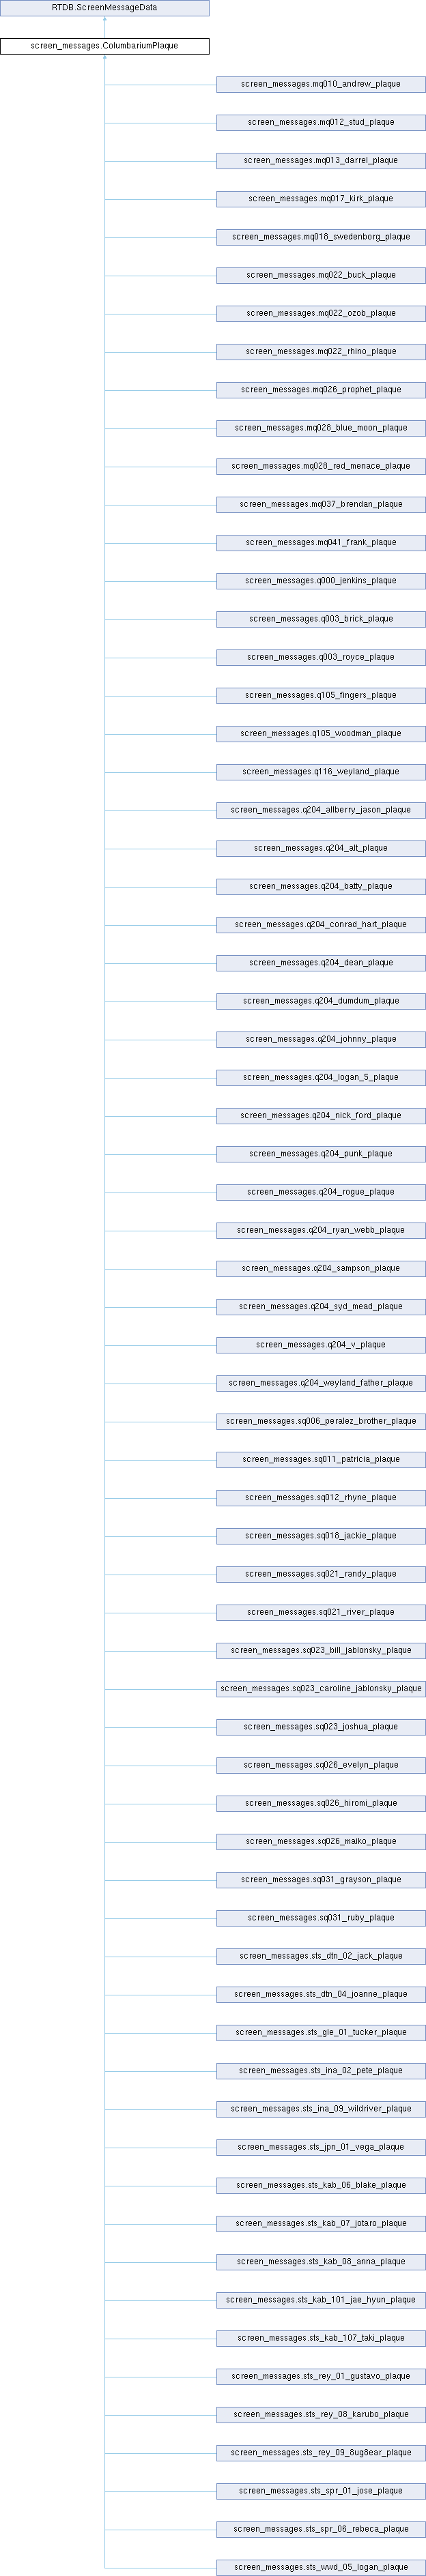 RTDB.ScreenMessageData
screen_messages.ColumbariumPlaque
screen_messages.mq010_andrew_plaque
screen_messages.mq012_stud_plaque
screen_messages.mq013_darrel_plaque
screen_messages.mq017_kirk_plaque
screen_messages.mq018_swedenborg_plaque
screen_messages.mq022_buck_plaque
screen_messages.mq022_ozob_plaque
screen_messages.mq022_rhino_plaque
screen_messages.mq026_prophet_plaque
screen_messages.mq028_blue_moon_plaque
screen_messages.mq028_red_menace_plaque
screen_messages.mq037_brendan_plaque
screen_messages.mq041_frank_plaque
screen_messages.q000_jenkins_plaque
screen_messages.q003_brick_plaque
screen_messages.q003_royce_plaque
screen_messages.q105_fingers_plaque
screen_messages.q105_woodman_plaque
screen_messages.q116_weyland_plaque
screen_messages.q204_allberry_jason_plaque
screen_messages.q204_alt_plaque
screen_messages.q204_batty_plaque
screen_messages.q204_conrad_hart_plaque
screen_messages.q204_dean_plaque
screen_messages.q204_dumdum_plaque
screen_messages.q204_johnny_plaque
screen_messages.q204_logan_5_plaque
screen_messages.q204_nick_ford_plaque
screen_messages.q204_punk_plaque
screen_messages.q204_rogue_plaque
screen_messages.q204_ryan_webb_plaque
screen_messages.q204_sampson_plaque
screen_messages.q204_syd_mead_plaque
screen_messages.q204_v_plaque
screen_messages.q204_weyland_father_plaque
screen_messages.sq006_peralez_brother_plaque
screen_messages.sq011_patricia_plaque
screen_messages.sq012_rhyne_plaque
screen_messages.sq018_jackie_plaque
screen_messages.sq021_randy_plaque
screen_messages.sq021_river_plaque
screen_messages.sq023_bill_jablonsky_plaque
screen_messages.sq023_caroline_jablonsky_plaque
screen_messages.sq023_joshua_plaque
screen_messages.sq026_evelyn_plaque
screen_messages.sq026_hiromi_plaque
screen_messages.sq026_maiko_plaque
screen_messages.sq031_grayson_plaque
screen_messages.sq031_ruby_plaque
screen_messages.sts_dtn_02_jack_plaque
screen_messages.sts_dtn_04_joanne_plaque
screen_messages.sts_gle_01_tucker_plaque
screen_messages.sts_ina_02_pete_plaque
screen_messages.sts_ina_09_wildriver_plaque
screen_messages.sts_jpn_01_vega_plaque
screen_messages.sts_kab_06_blake_plaque
screen_messages.sts_kab_07_jotaro_plaque
screen_messages.sts_kab_08_anna_plaque
screen_messages.sts_kab_101_jae_hyun_plaque
screen_messages.sts_kab_107_taki_plaque
screen_messages.sts_rey_01_gustavo_plaque
screen_messages.sts_rey_08_karubo_plaque
screen_messages.sts_rey_09_8ug8ear_plaque
screen_messages.sts_spr_01_jose_plaque
screen_messages.sts_spr_06_rebeca_plaque
screen_messages.sts_wwd_05_logan_plaque